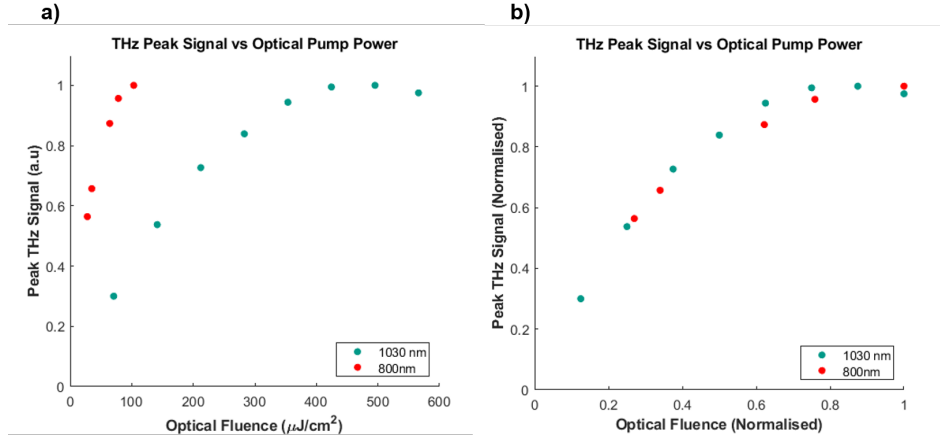 a)
THz Peak Signal vs Optical Pump Power
Peak THz Signal (a.u)
1
0.8
0.6
0.4
0.2
0
0
100
200
300
400
500
600
Optical Fluence (μJ/cm²)
1030 nm
800nm
b)
THz Peak Signal vs Optical Pump Power
Peak THz Signal (Normalised)
1
0.8
0.6
0.4
0.2
0
0
0.2
0.4
0.6
0.8
1
Optical Fluence (Normalised)
1030 nm
800nm